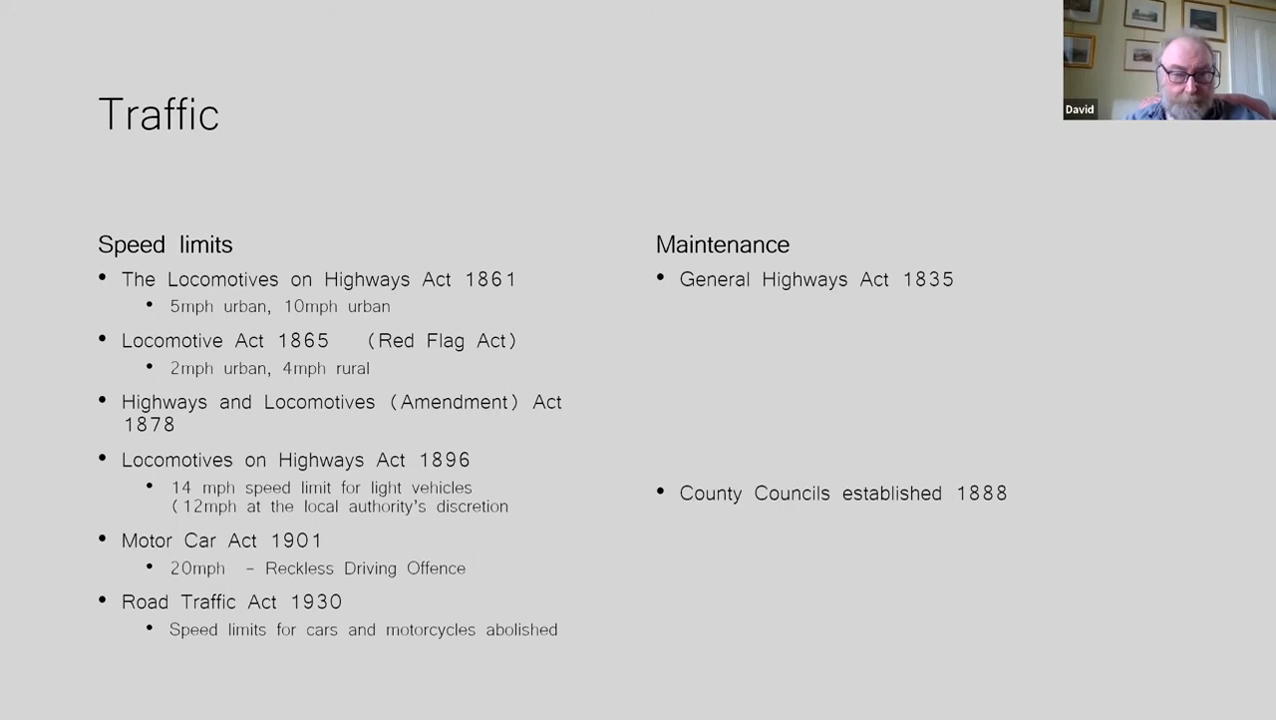 Traffic
Speed limits
• The Locomotives on Highways Act 1861
• 5mph urban, 10mph urban
• Locomotive Act 1865 (Red Flag Act)
• 2mph urban, 4mph rural
• Highways and Locomotives (Amendment) Act
1878
• Locomotives on Highways Act 1896
• 14 mph speed limit for light vehicles
(12mph at the local authority's discretion
• Motor Car Act 1901
• 20mph - Reckless Driving Offence
• Road Traffic Act 1930
• Speed limits for cars and motorcycles abolished
Maintenance
• General Highways Act 1835
• County Councils established 1888
David